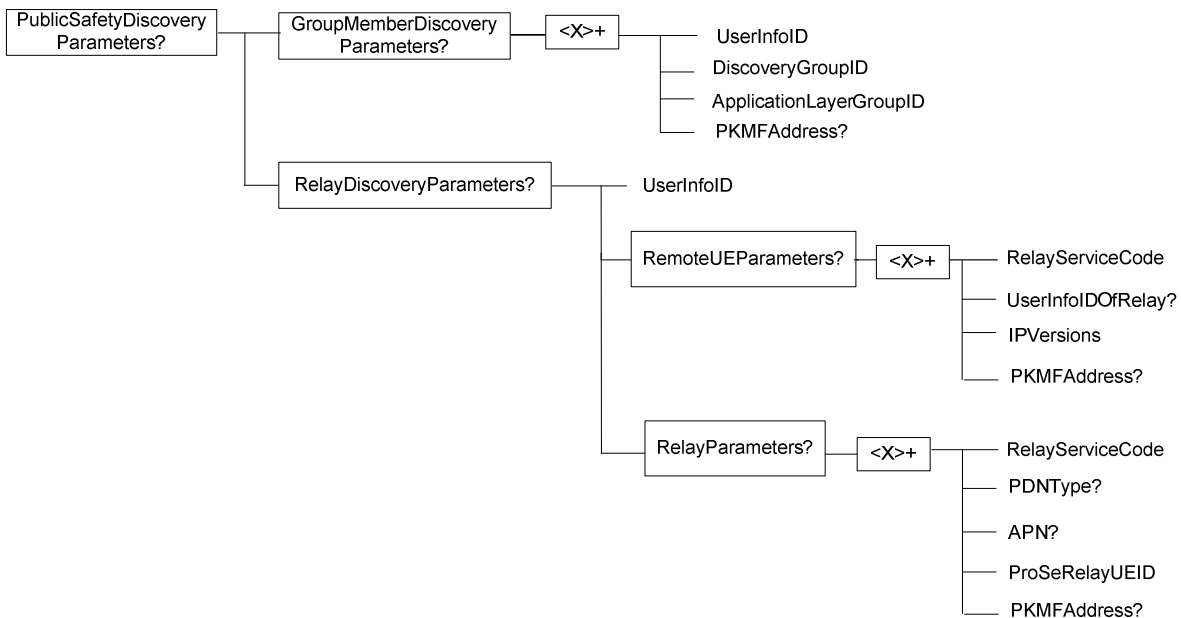 PublicSafetyDiscovery
Parameters?
GroupMemberDiscovery
Parameters?
<X>+
UserInfoID
DiscoveryGroupID
ApplicationLayerGroupID
PKMFAddress?
RelayDiscoveryParameters?
UserInfoID
RemoteUEParameters?
<X>+
RelayServiceCode
UserInfoIDOfRelay?
IPVersions
PKMFAddress?
RelayParameters?
<X>+
RelayServiceCode
PDNType?
APN?
ProSeRelayUEID
PKMFAddress?